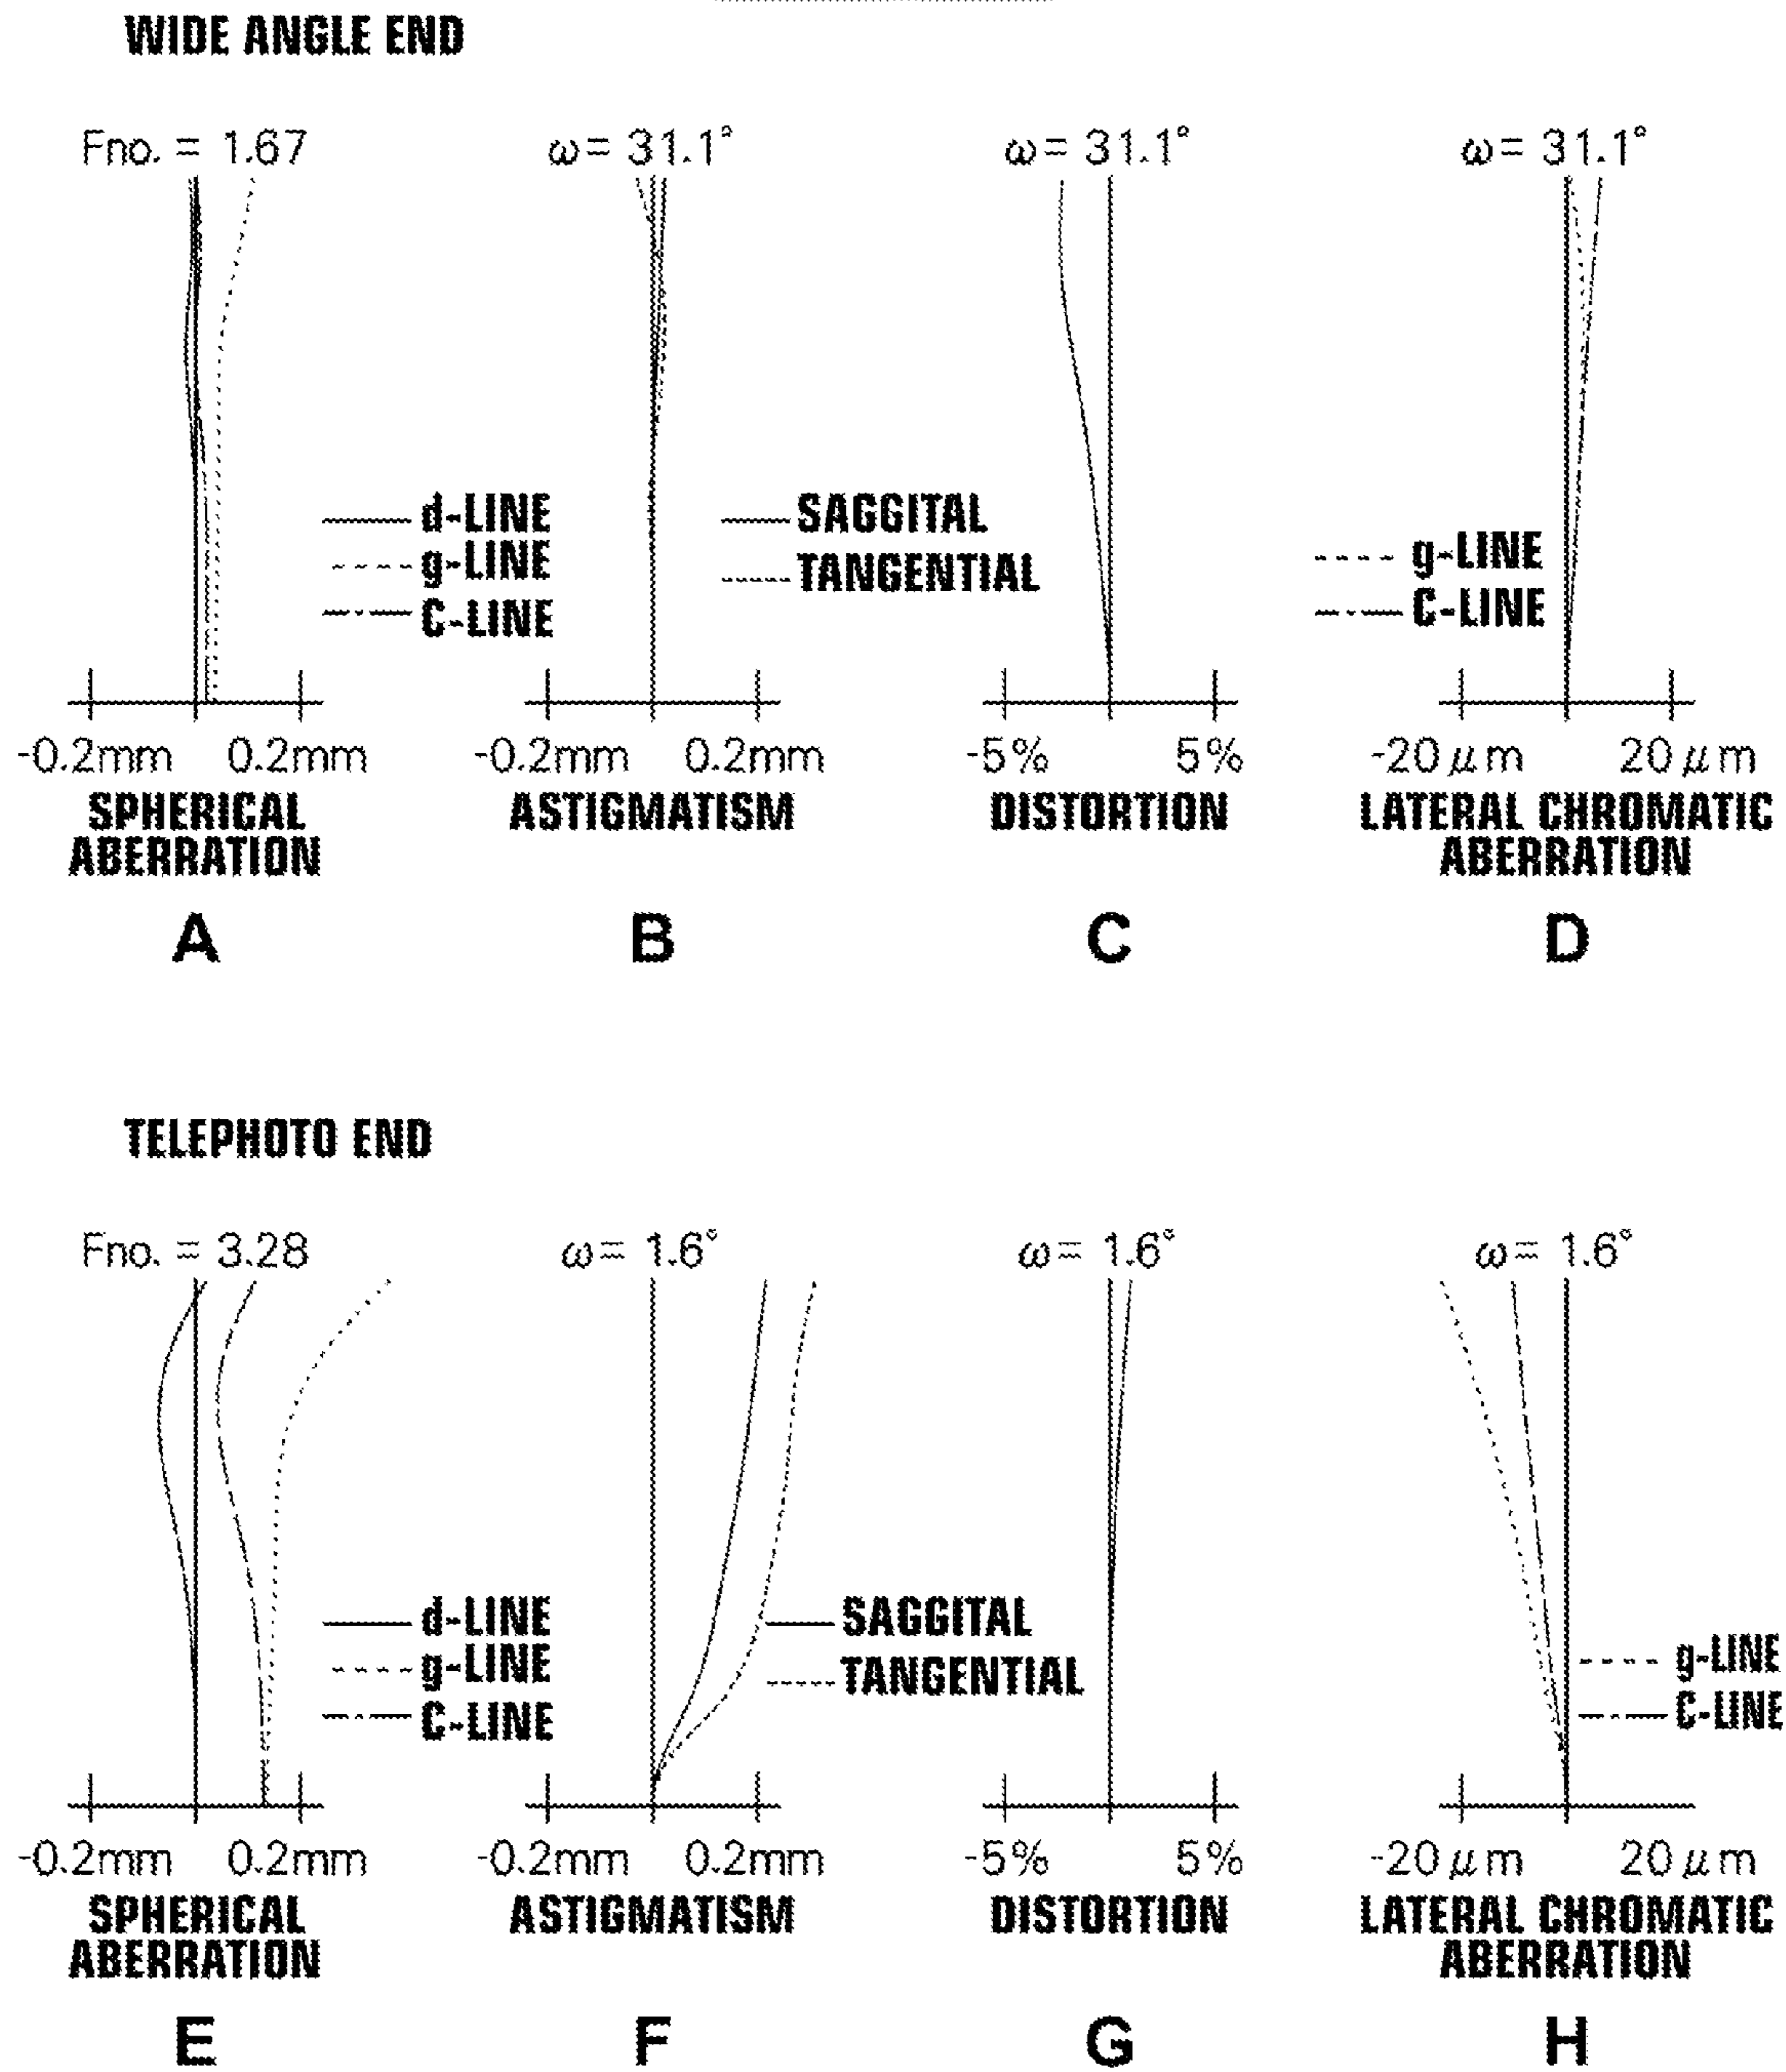 WIDE ANGLE END
Fno. = 1.67
ω= 31.1°
ω= 31.1°
ω= 31.1°
d-LINE
g-LINE
C-LINE
SAGGITAL
TANGENTIAL
g-LINE
C-LINE
-0.2mm 0.2mm
-0.2mm 0.2mm
-5% 5%
-20μm 20μm
SPHERICAL
ABERRATION
ASTIGMATISM
DISTORTION
LATERAL CHROMATIC
ABERRATION
A
B
C
D
TELEPHOTO END
Fno. = 3.28
ω= 1.6°
ω= 1.6°
ω= 1.6°
d-LINE
g-LINE
C-LINE
SAGGITAL
TANGENTIAL
g-LINE
C-LINE
-0.2mm 0.2mm
-0.2mm 0.2mm
-5% 5%
-20μm 20μm
SPHERICAL
ABERRATION
ASTIGMATISM
DISTORTION
LATERAL CHROMATIC
ABERRATION
E
F
G
H